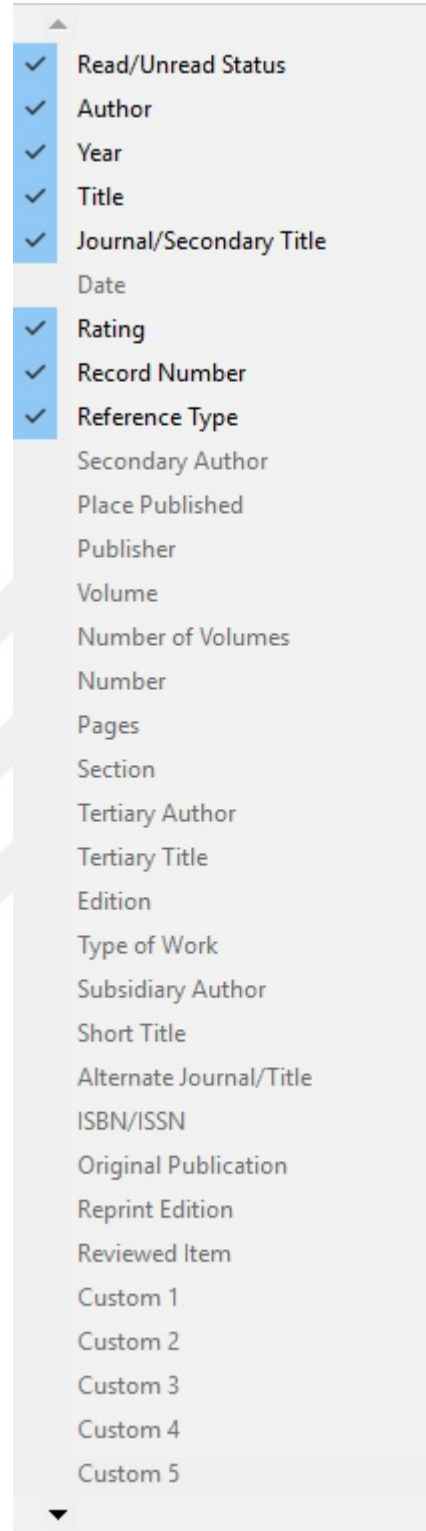 Read/Unread Status
Author
Year
Title
Journal/Secondary Title
Date
Rating
Record Number
Reference Type
Secondary Author
Place Published
Publisher
Volume
Number of Volumes
Number
Pages
Section
Tertiary Author
Tertiary Title
Edition
Type of Work
Subsidiary Author
Short Title
Alternate Journal/Title
ISBN/ISSN
Original Publication
Reprint Edition
Reviewed Item
Custom 1
Custom 2
Custom 3
Custom 4
Custom 5